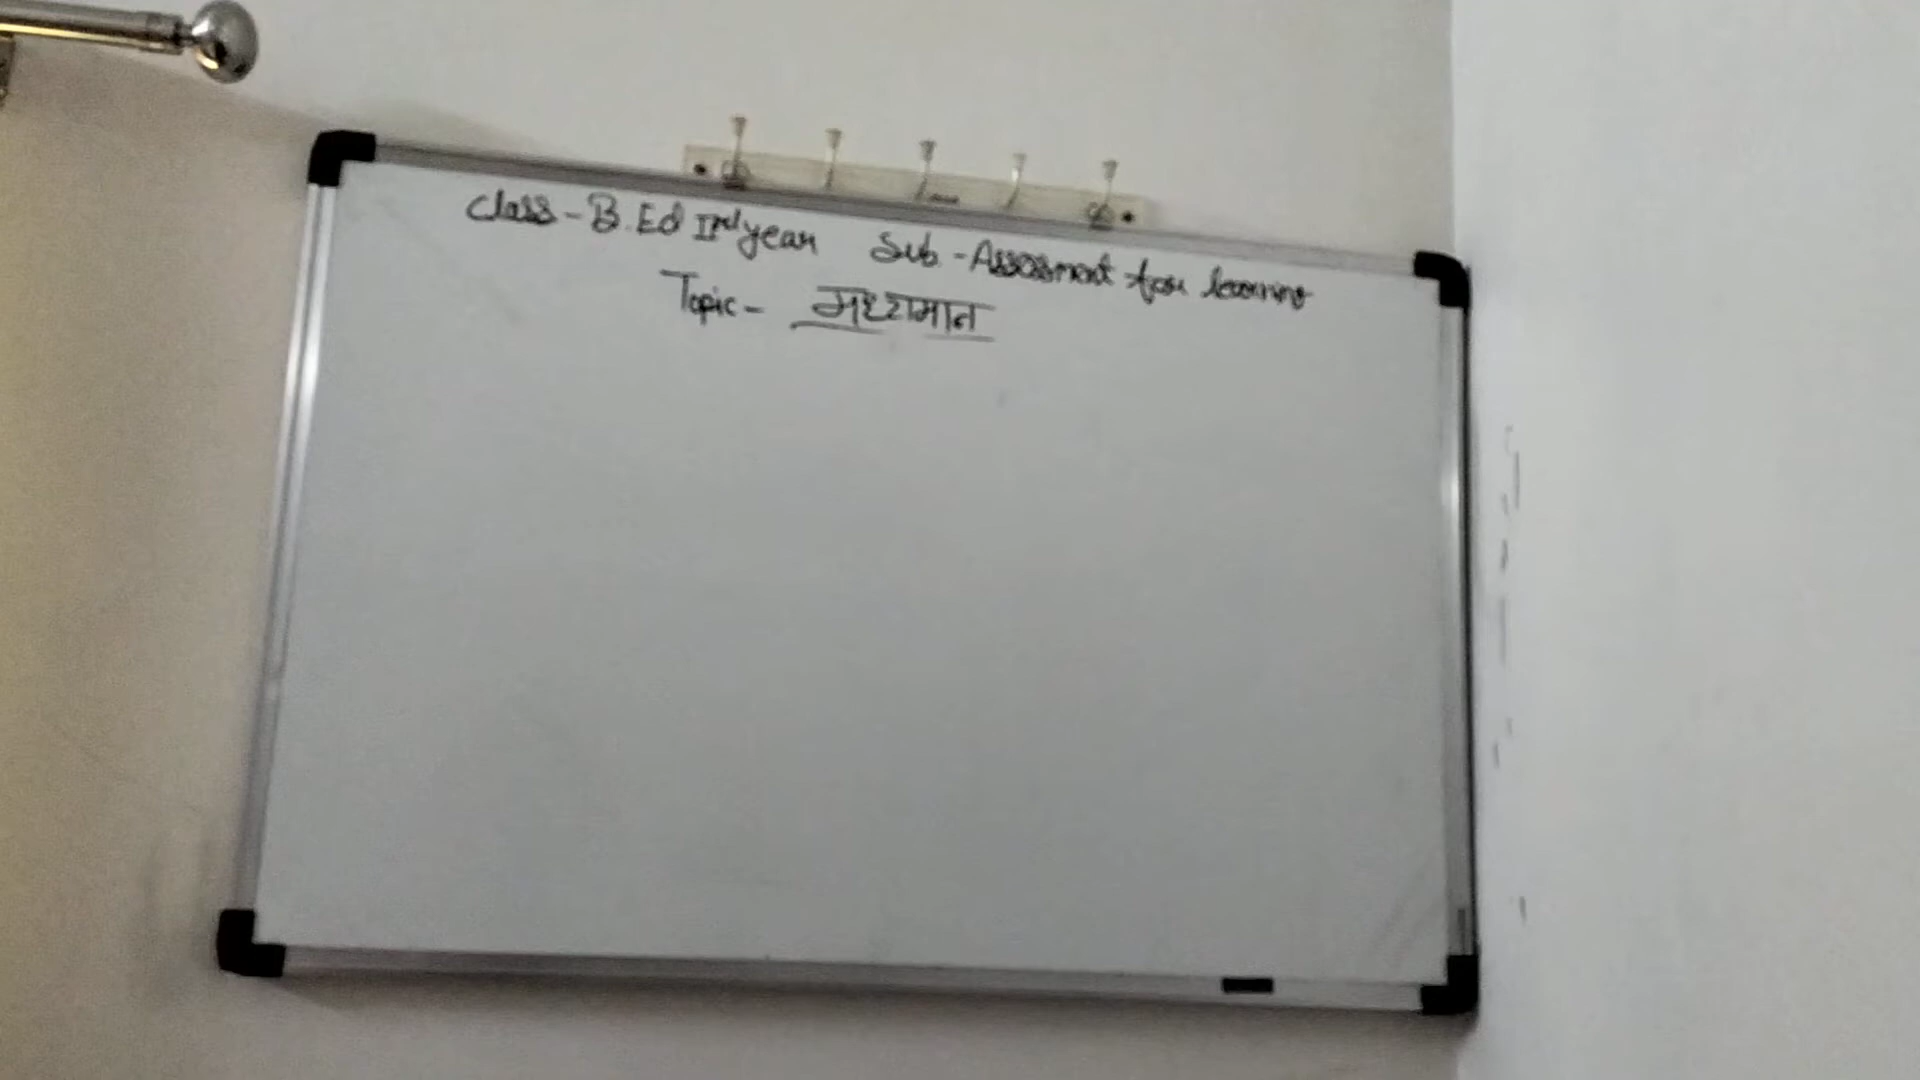 Class - B.Ed IInd year Sub. - Assessment for learning
Topic - मध्यमान